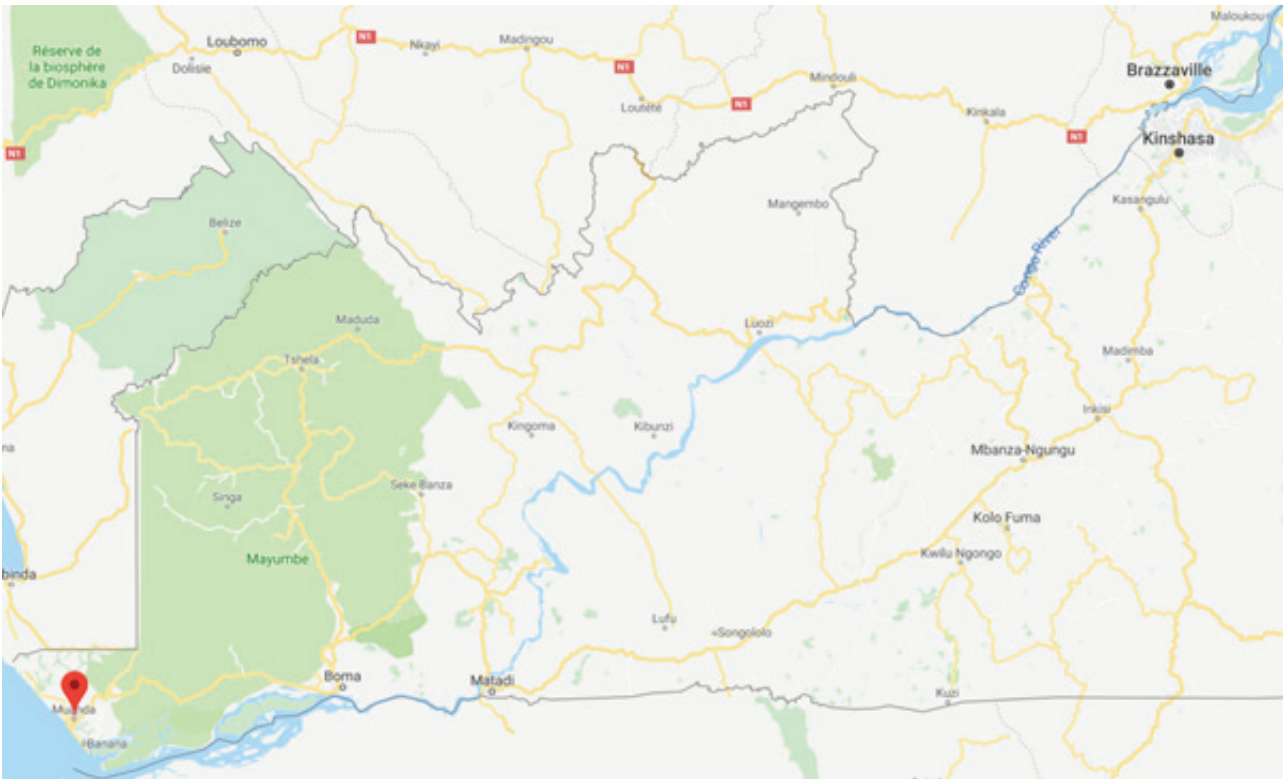 Maloukou
Réserve de
la biosphère
de Dimonika
Loubomo
N1
Nkayi
Madingou
Dolisie
N1
Brazzaville
Mindouli
Loutété
N1
Kinkala
N1
N1
Kinshasa
Kasangulu
Mangembo
Belize
Congo River
Maduda
Luozi
Madimba
Tshela
Inkisi
Kingoma
Kibunzi
na
Mbanza-Ngungu
Seke Banza
Singa
Kolo Fuma
Mayumbe
Kwilu Ngongo
binda
Lufu
Songololo
Boma
Matadi
Kuzi
Banana